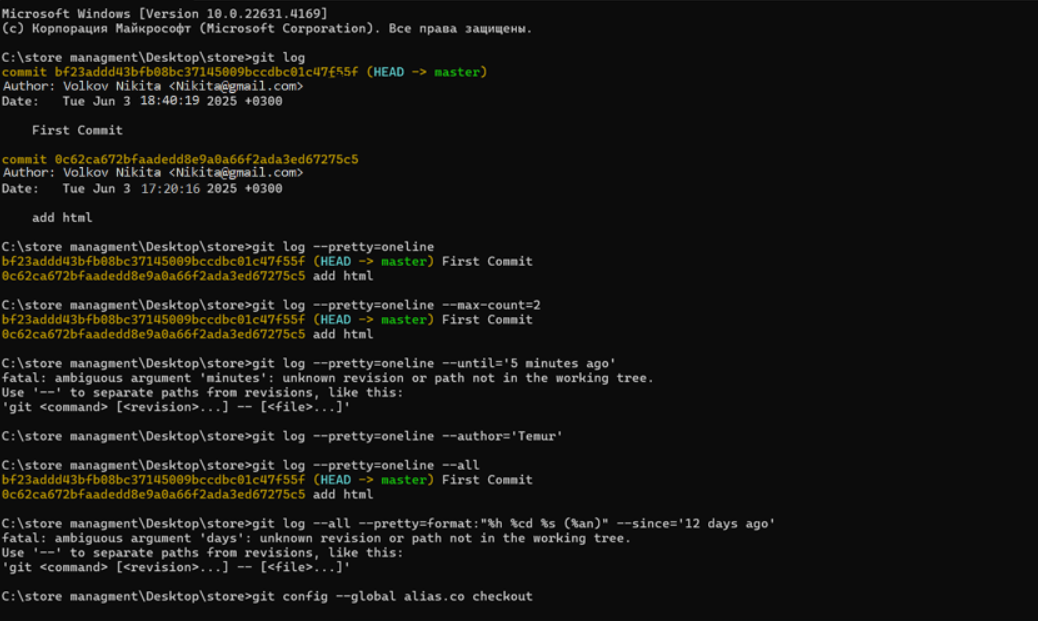 Microsoft Windows [Version 10.0.22631.4169]
(c) Корпорация Майкрософт (Microsoft Corporation). Все права защищены.
C:\store managment\Desktop\store>git log
commit bf23addd43bfb08bc37145009bccdbc01c47f55f (HEAD -> master)
Author: Volkov Nikita <Nikita@gmail.com>
Date:   Tue Jun 3 18:40:19 2025 +0300
First Commit
commit 0c62ca672bfaadedd8e9a0a66f2ada3ed67275c5
Author: Volkov Nikita <Nikita@gmail.com>
Date:   Tue Jun 3 17:20:16 2025 +0300
add html
C:\store managment\Desktop\store>git log --pretty=oneline
bf23addd43bfb08bc37145009bccdbc01c47f55f (HEAD -> master) First Commit
0c62ca672bfaadedd8e9a0a66f2ada3ed67275c5 add html
C:\store managment\Desktop\store>git log --pretty=oneline --max-count=2
bf23addd43bfb08bc37145009bccdbc01c47f55f (HEAD -> master) First Commit
0c62ca672bfaadedd8e9a0a66f2ada3ed67275c5 add html
C:\store managment\Desktop\store>git log --pretty=oneline --until='5 minutes ago'
fatal: ambiguous argument 'minutes': unknown revision or path not in the working tree.
Use '--' to separate paths from revisions, like this:
'git <command> [<revision>...] -- [<file>...]'
C:\store managment\Desktop\store>git log --pretty=oneline --author='Temur'
C:\store managment\Desktop\store>git log --pretty=oneline --all
bf23addd43bfb08bc37145009bccdbc01c47f55f (HEAD -> master) First Commit
0c62ca672bfaadedd8e9a0a66f2ada3ed67275c5 add html
C:\store managment\Desktop\store>git log --all --pretty=format:"%h %cd %s (%an)" --since='12 days ago'
fatal: ambiguous argument 'days': unknown revision or path not in the working tree.
Use '--' to separate paths from revisions, like this:
'git <command> [<revision>...] -- [<file>...]'
C:\store managment\Desktop\store>git config --global alias.co checkout